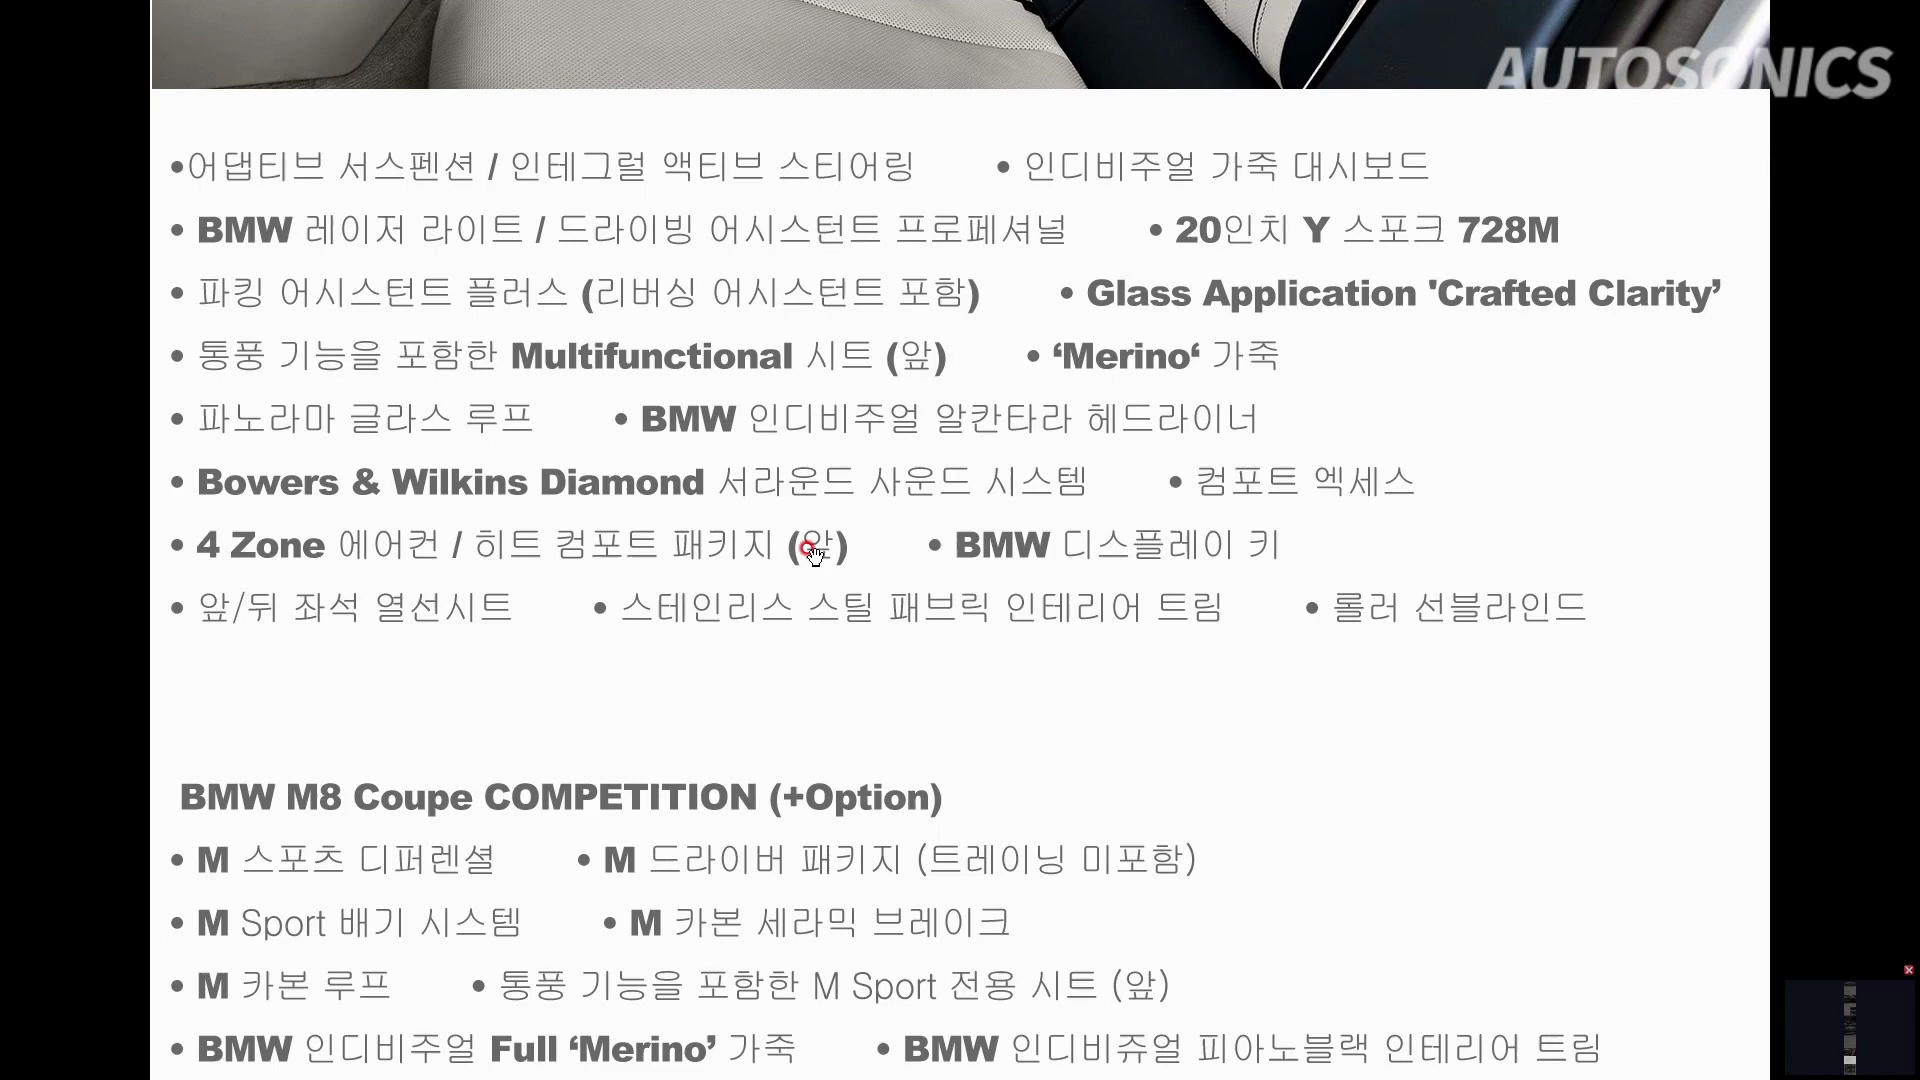 AUTOSONICS
•어댑티브 서스펜션 / 인테그럴 액티브 스티어링 • 인디비주얼 가죽 대시보드
• BMW 레이저 라이트 / 드라이빙 어시스턴트 프로페셔널 • 20인치 Y 스포크 728M
• 파킹 어시스턴트 플러스 (리버싱 어시스턴트 포함) • Glass Application 'Crafted Clarity’
• 통풍 기능을 포함한 Multifunctional 시트 (앞) • ‘Merino‘ 가죽
• 파노라마 글라스 루프 • BMW 인디비주얼 알칸타라 헤드라이너
• Bowers & Wilkins Diamond 서라운드 사운드 시스템 • 컴포트 엑세스
• 4 Zone 에어컨 / 히트 컴포트 패키지 (앞) • BMW 디스플레이 키
• 앞/뒤 좌석 열선시트 • 스테인리스 스틸 패브릭 인테리어 트림 • 롤러 선블라인드
BMW M8 Coupe COMPETITION (+Option)
• M 스포츠 디퍼렌셜 • M 드라이버 패키지 (트레이닝 미포함)
• M Sport 배기 시스템 • M 카본 세라믹 브레이크
• M 카본 루프 • 통풍 기능을 포함한 M Sport 전용 시트 (앞)
• BMW 인디비주얼 Full ‘Merino’ 가죽 • BMW 인디비쥬얼 피아노블랙 인테리어 트림